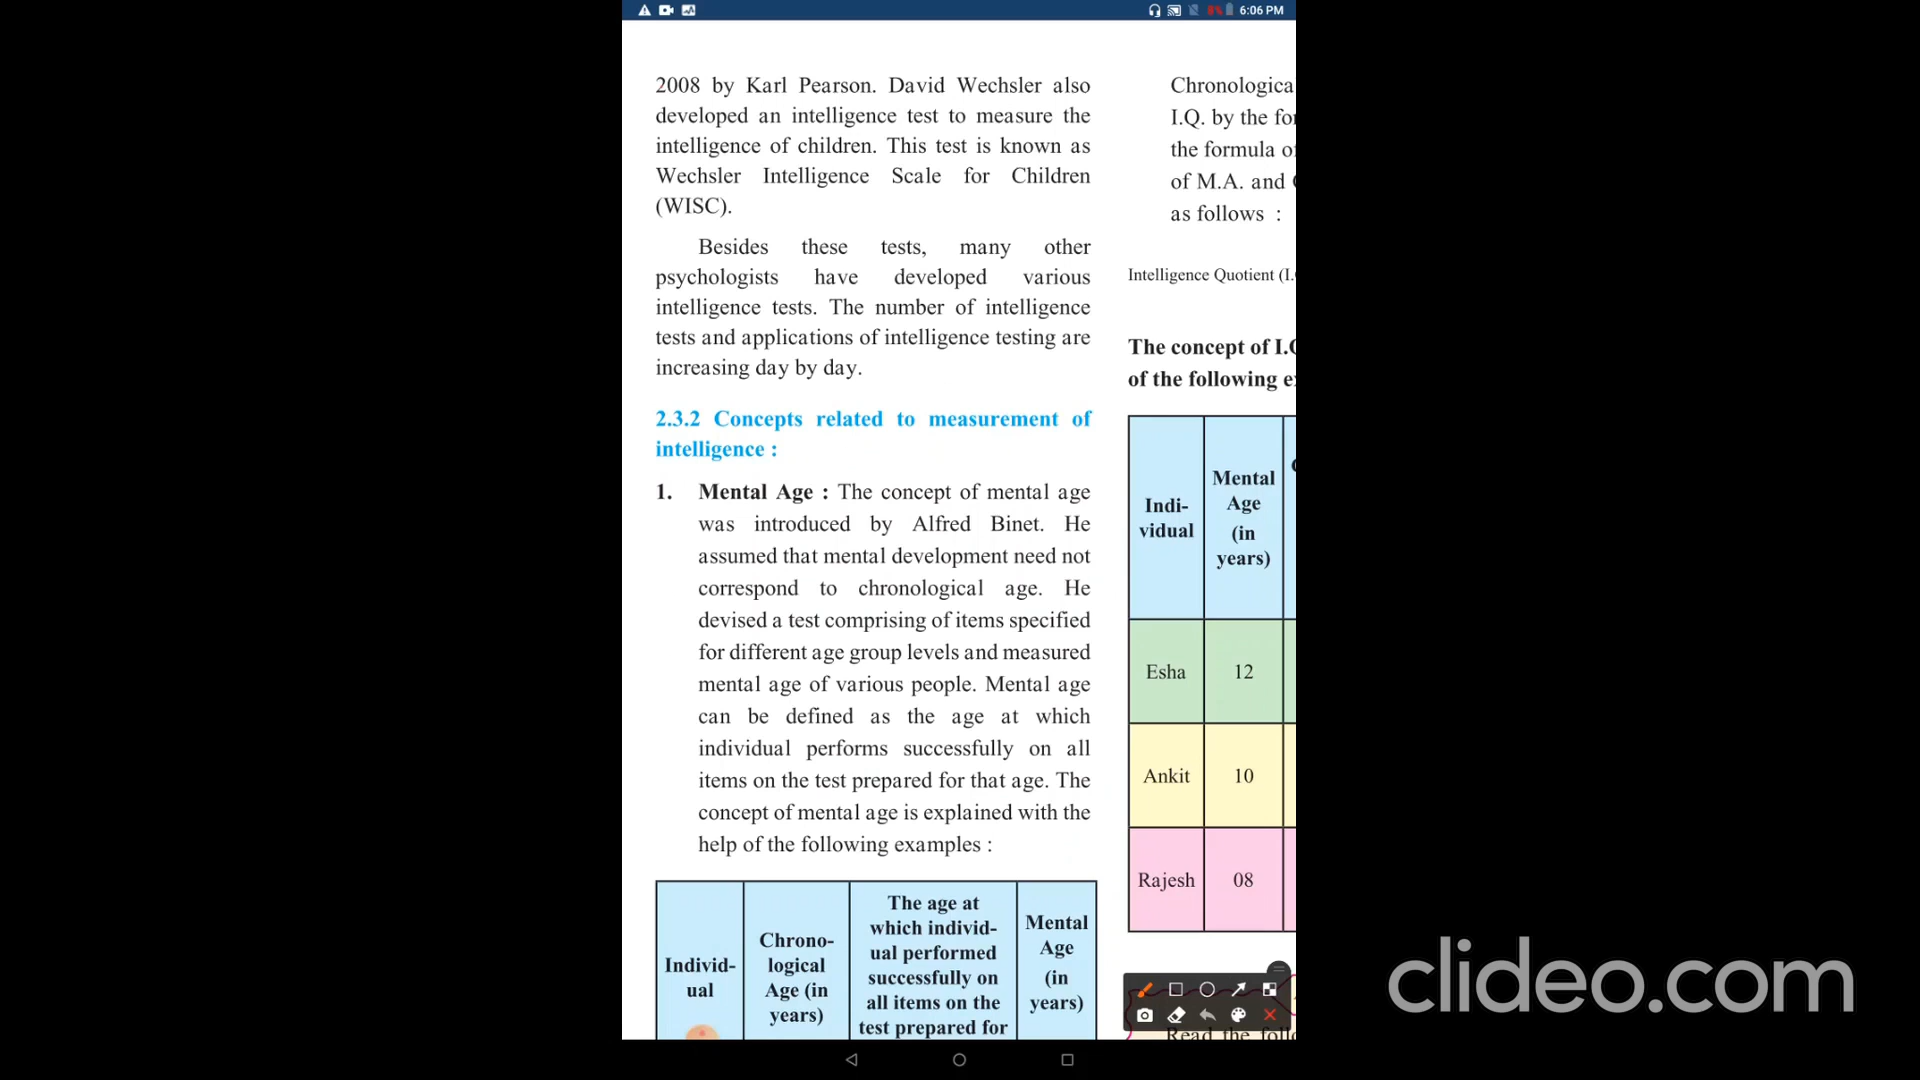 6:06 PM
2008 by Karl Pearson. David Wechsler also
developed an intelligence test to measure the
intelligence of children. This test is known as
Wechsler Intelligence Scale for Children
(WISC).
Besides these tests, many other
psychologists have developed various
intelligence tests. The number of intelligence
tests and applications of intelligence testing are
increasing day by day.
2.3.2 Concepts related to measurement of
intelligence :
1. Mental Age : The concept of mental age
was introduced by Alfred Binet. He
assumed that mental development need not
correspond to chronological age. He
devised a test comprising of items specified
for different age group levels and measured
mental age of various people. Mental age
can be defined as the age at which
individual performs successfully on all
items on the test prepared for that age. The
concept of mental age is explained with the
help of the following examples :
Individ-
ual
Chrono-
logical
Age (in
years)
The age at
which individ-
ual performed
successfully on
all items on the
test prepared for
Mental
Age
(in
years)
Chronologica
I.Q. by the for
the formula of
of M.A. and
as follows :
Intelligence Quotient (I.
The concept of I.
of the following e
Indi-
vidual
Mental
Age
(in
years)
Esha 12
Ankit 10
Rajesh 08
Read the foll
clideo.com